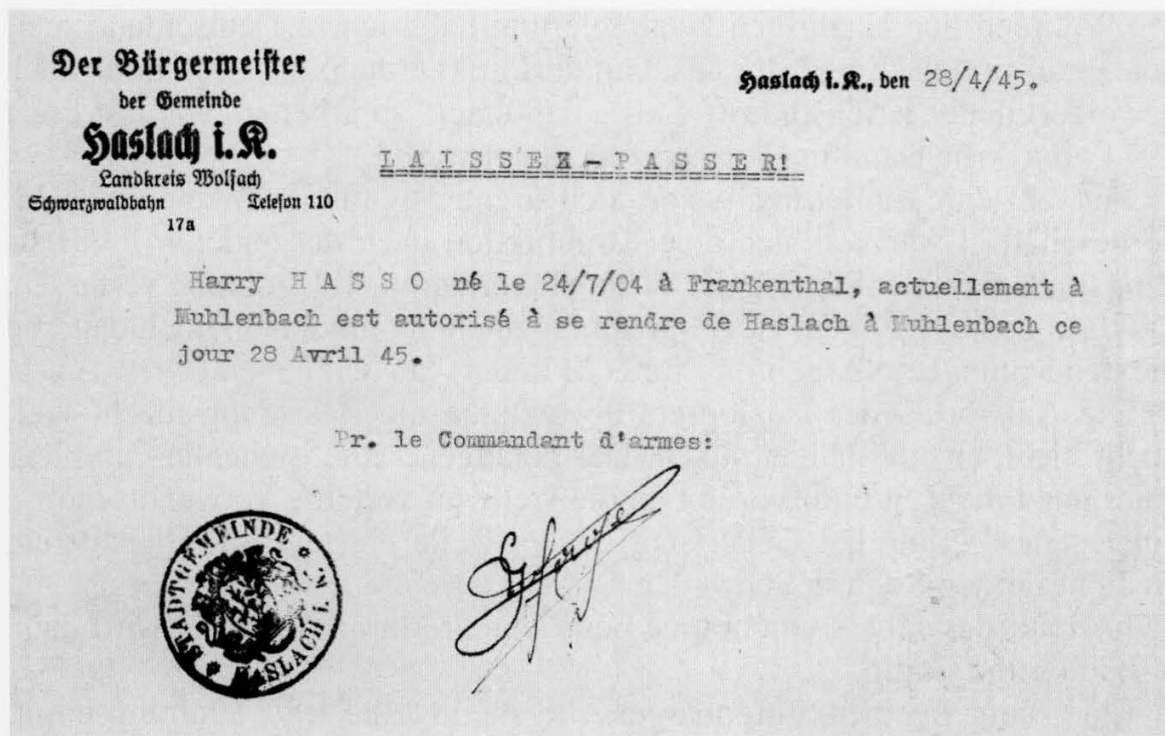 Der Bürgermeiſter
der Gemeinde
Haslach i. K.
Landkreis Wolfach
Schwarzwaldbahn Telefon 110
17a
Haslach i. K., den 28/4/45.
LAISSEZ-PASSER!
Harry H A S S O né le 24/7/04 à Frankenthal, actuellement à
Muhlenbach est autorisé à se rendre de Haslach à Muhlenbach ce
jour 28 Avril 45.
Pr. le Commandant d'armes:
STADTGEMEINDE
HASLACH i. K.